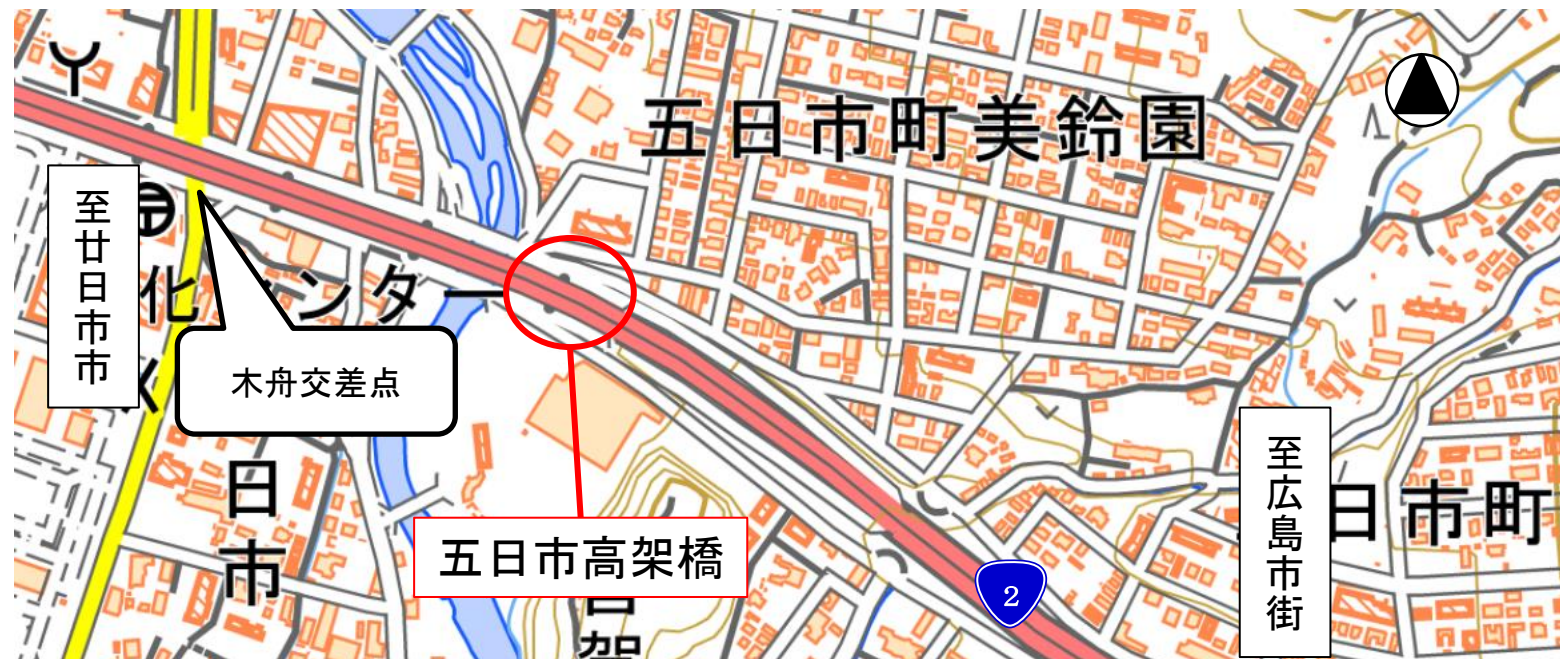 五日市町美鈴園
至廿日市市
化
ンター
木舟交差点
日市
五日市高架橋
2
至広島市街
日市町